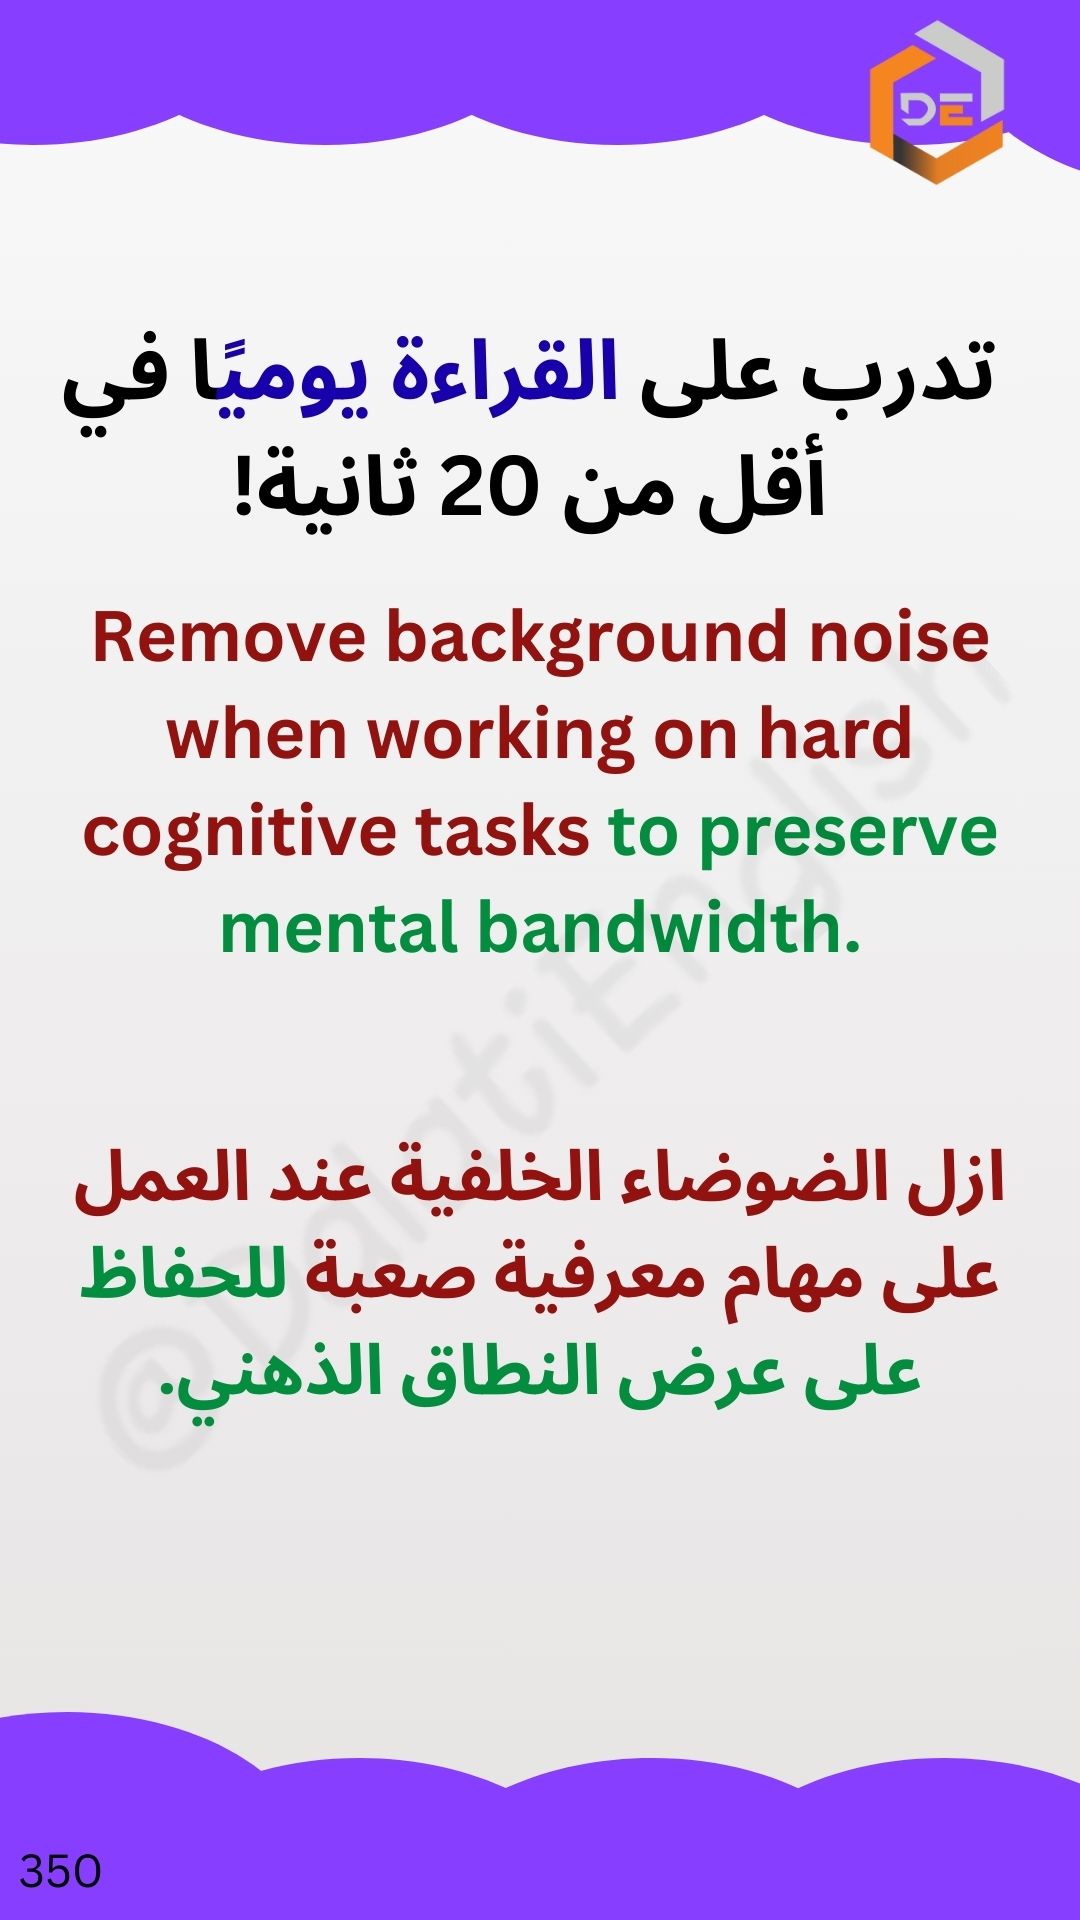 DE
تدرب على القراءة يوميًا في
أقل من 20 ثانية!
Remove background noise
when working on hard
cognitive tasks to preserve
mental bandwidth.
ازل الضوضاء الخلفية عند العمل
على مهام معرفية صعبة للحفاظ
على عرض النطاق الذهني.
@DalatiEnglish
350